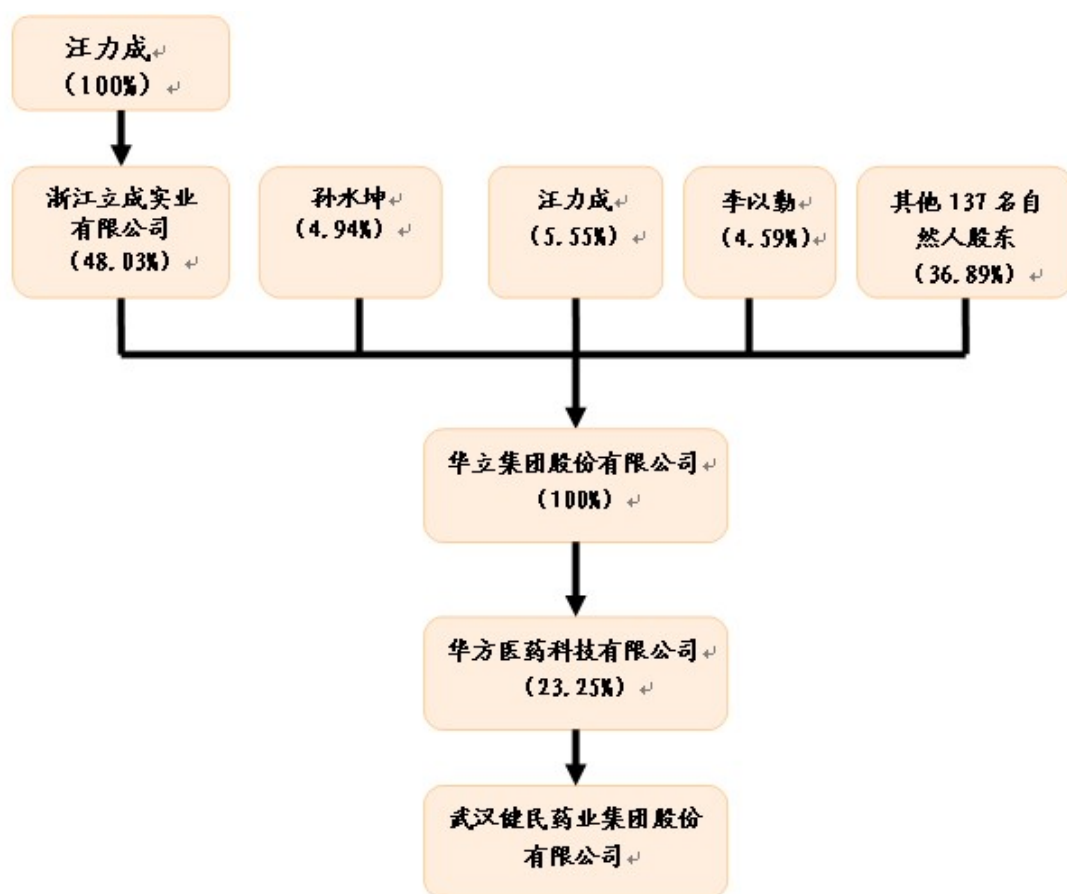 汪力成
(100%)
浙江立成实业
有限公司
(48.03%)
孙水坤
(4.94%)
汪力成
(5.55%)
李以勤
(4.59%)
其他 137 名自
然人股东
(36.89%)
华立集团股份有限公司
(100%)
华方医药科技有限公司
(23.25%)
武汉健民药业集团股份
有限公司